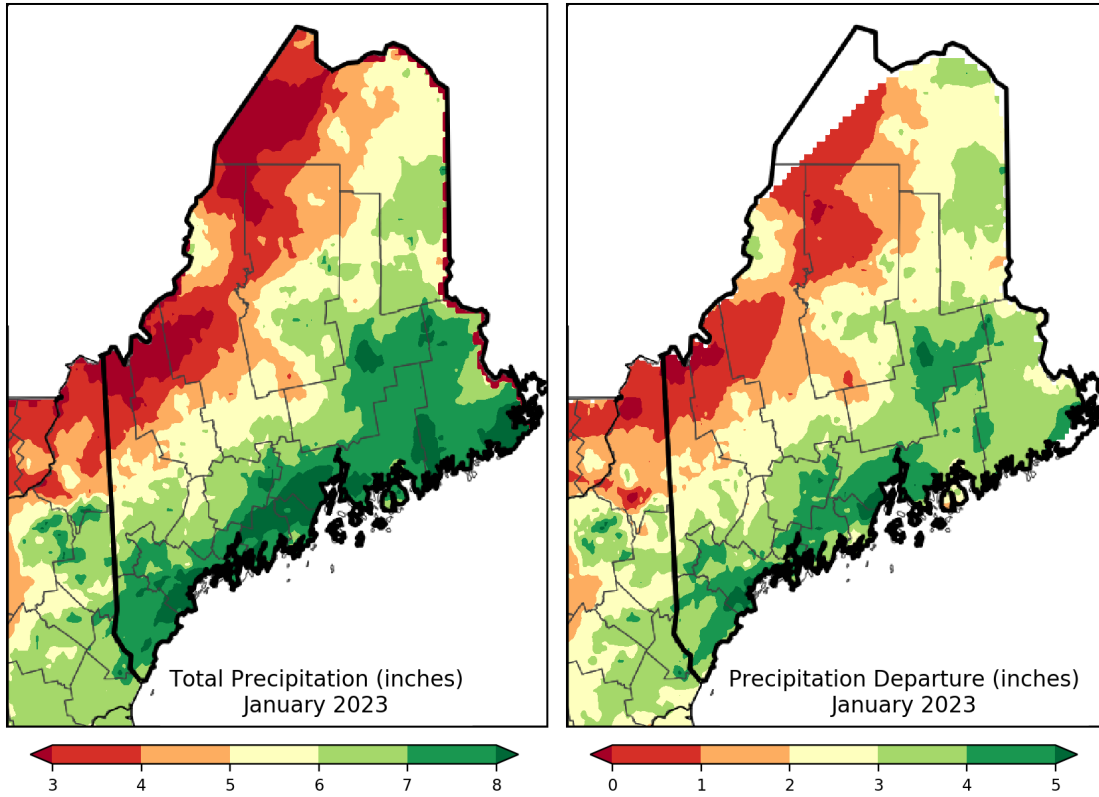 Total Precipitation (inches)
January 2023
Precipitation Departure (inches)
January 2023
3 4 5 6 7 8
0 1 2 3 4 5